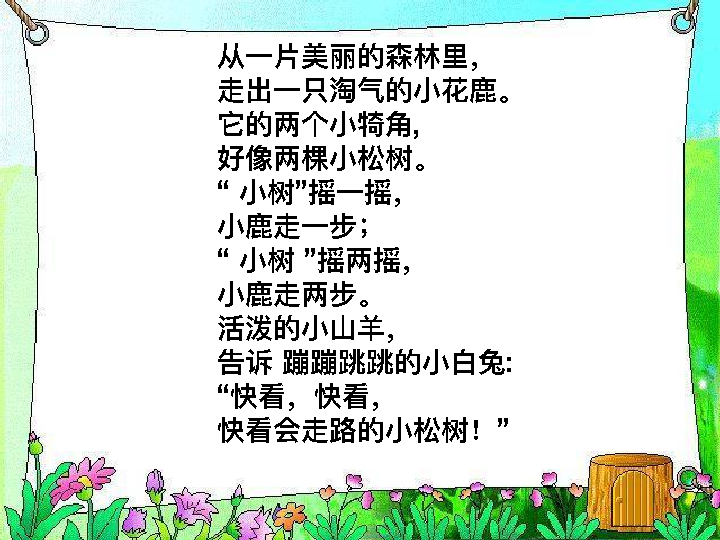 从一片美丽的森林里，
走出一只淘气的小花鹿。
它的两个小犄角，
好像两棵小松树。
“ 小树”摇一摇，
小鹿走一步；
“ 小树 ”摇两摇，
小鹿走两步。
活泼的小山羊，
告诉 蹦蹦跳跳的小白兔:
“快看，快看，
快看会走路的小松树！”